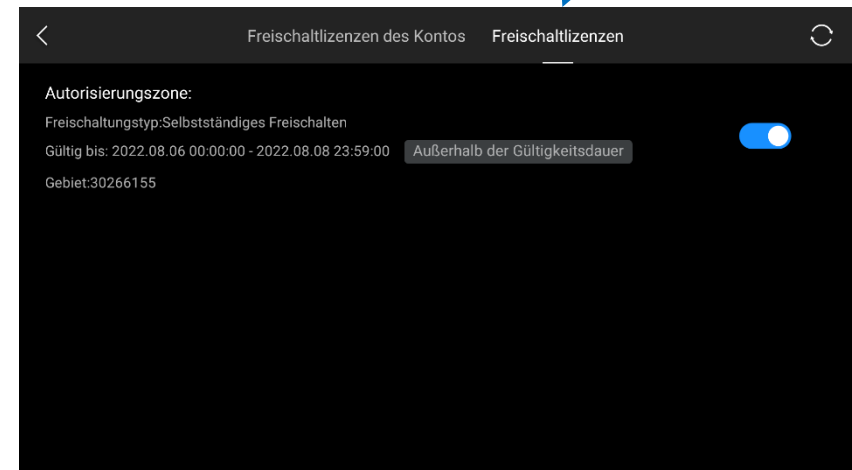 Freischaltlizenzen des Kontos Freischaltlizenzen
Autorisierungszone:
Freischaltungstyp:Selbstständiges Freischalten
Gültig bis: 2022.08.06 00:00:00 - 2022.08.08 23:59:00 Außerhalb der Gültigkeitsdauer
Gebiet:30266155